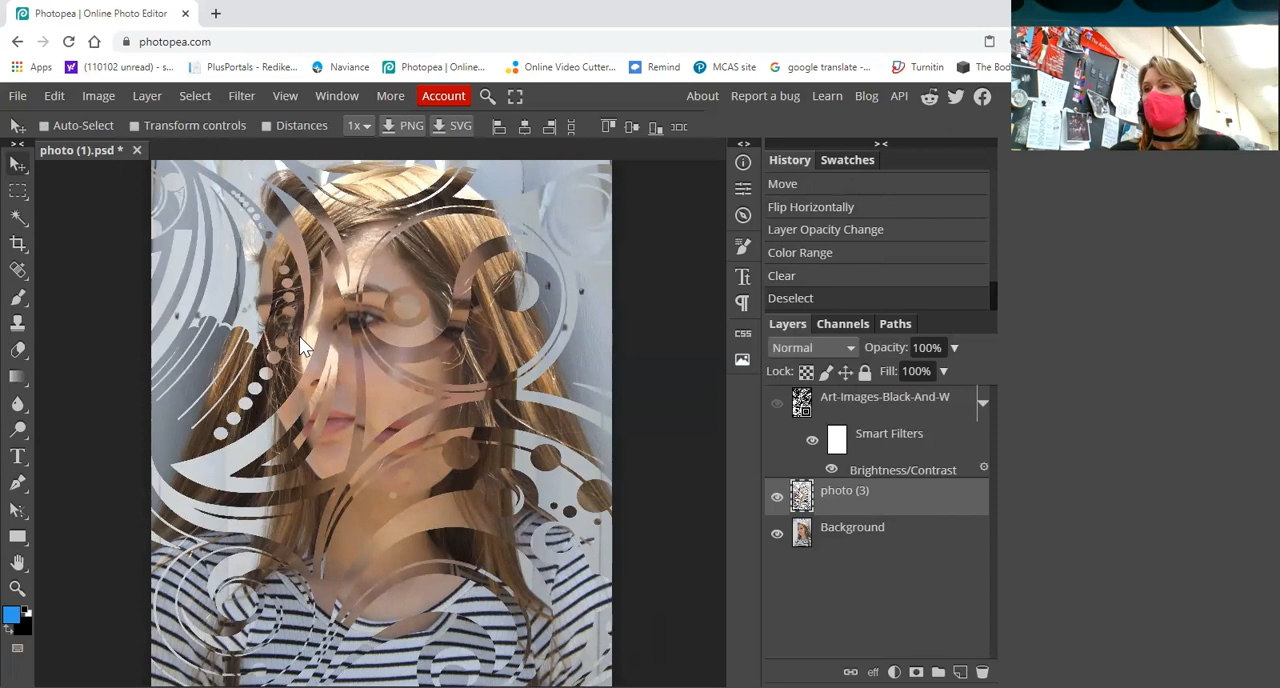 Photopea | Online Photo Editor
photopea.com
Apps
(110102 unread) - s...
PlusPortals - Redike...
Naviance
Photopea | Online...
Online Video Cutter...
Remind
MCAS site
google translate -...
Turnitin
The Bod
File Edit Image Layer Select Filter View Window More Account
About Report a bug Learn Blog API
Auto-Select Transform controls Distances 1x PNG SVG
photo (1).psd *
History Swatches
Move
Flip Horizontally
Layer Opacity Change
Color Range
Clear
Deselect
Layers Channels Paths
Normal Opacity: 100%
Lock: Fill: 100%
Art-Images-Black-And-W
Smart Filters
Brightness/Contrast
photo (3)
Background
CSS
eff